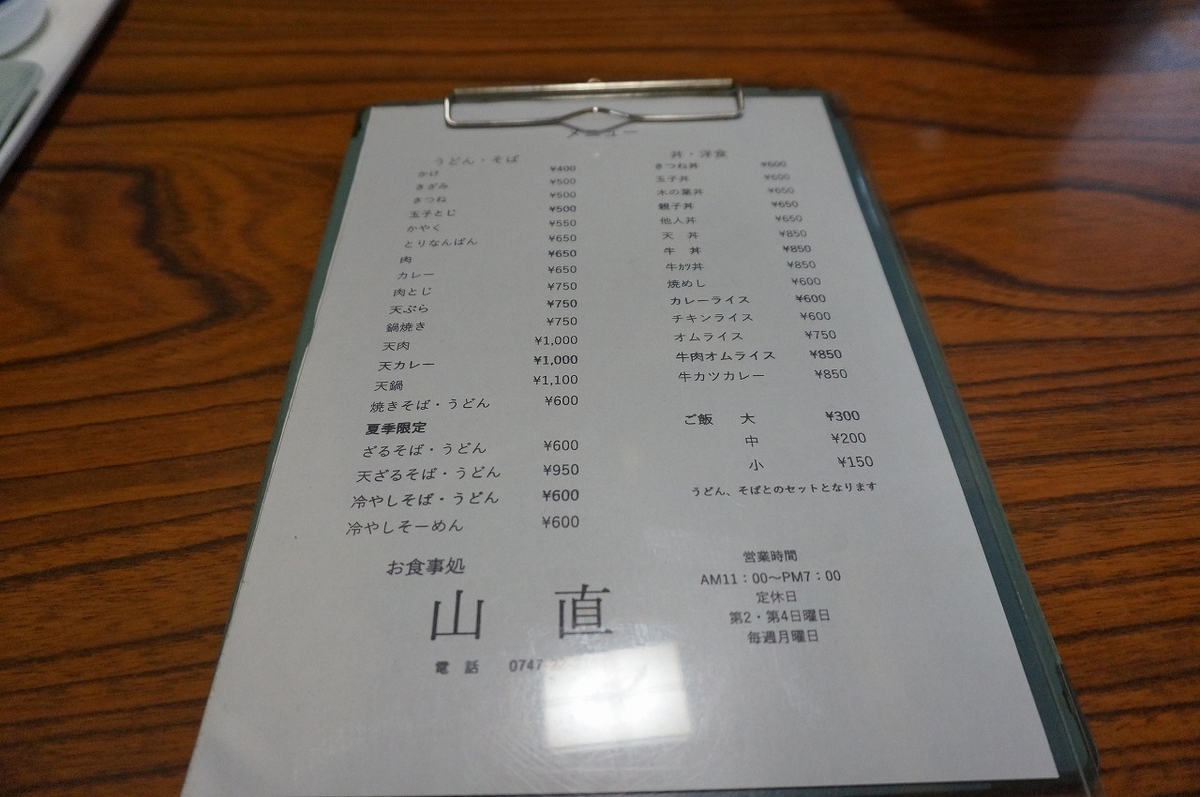 メニュー
うどん・そば
かけ ¥400
きざみ ¥500
きつね ¥500
玉子とじ ¥500
かやく ¥550
とりなんばん ¥650
肉 ¥650
カレー ¥650
肉とじ ¥750
天ぷら ¥750
鍋焼き ¥750
天肉 ¥1,000
天カレー ¥1,000
天鍋 ¥1,100
焼きそば・うどん ¥600
夏季限定
ざるそば・うどん ¥600
天ざるそば・うどん ¥950
冷やしそば・うどん ¥600
冷やしそーめん ¥600
丼・洋食
きつね丼 ¥600
玉子丼 ¥600
木の葉丼 ¥650
親子丼 ¥650
他人丼 ¥650
天　丼 ¥850
牛　丼 ¥850
牛ｶﾂ丼 ¥850
焼めし ¥600
カレーライス ¥600
チキンライス ¥600
オムライス ¥750
牛肉オムライス ¥850
牛カツカレー ¥850
ご飯　大 ¥300
中 ¥200
小 ¥150
うどん、そばとのセットとなります
お食事処
山　直
電　話 0747
営業時間
AM11：00～PM7：00
定休日
第2・第4日曜日
毎週月曜日